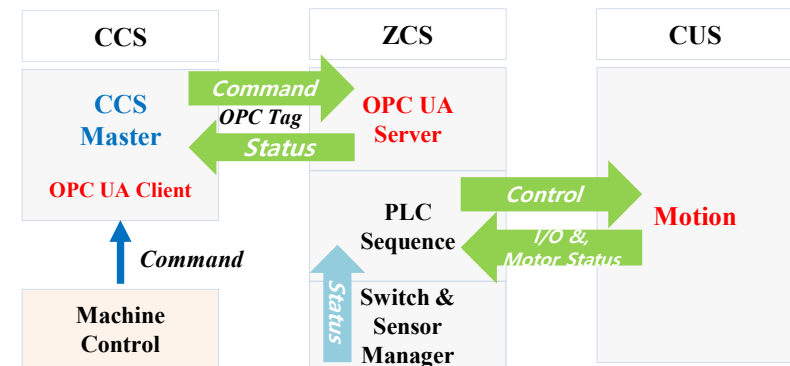 CCS
ZCS
CUS
CCS
Master
OPC UA Client
Command
OPC Tag
Status
OPC UA
Server
PLC
Sequence
Control
I/O &,
Motor Status
Motion
Command
Machine
Control
Status
Switch &
Sensor
Manager